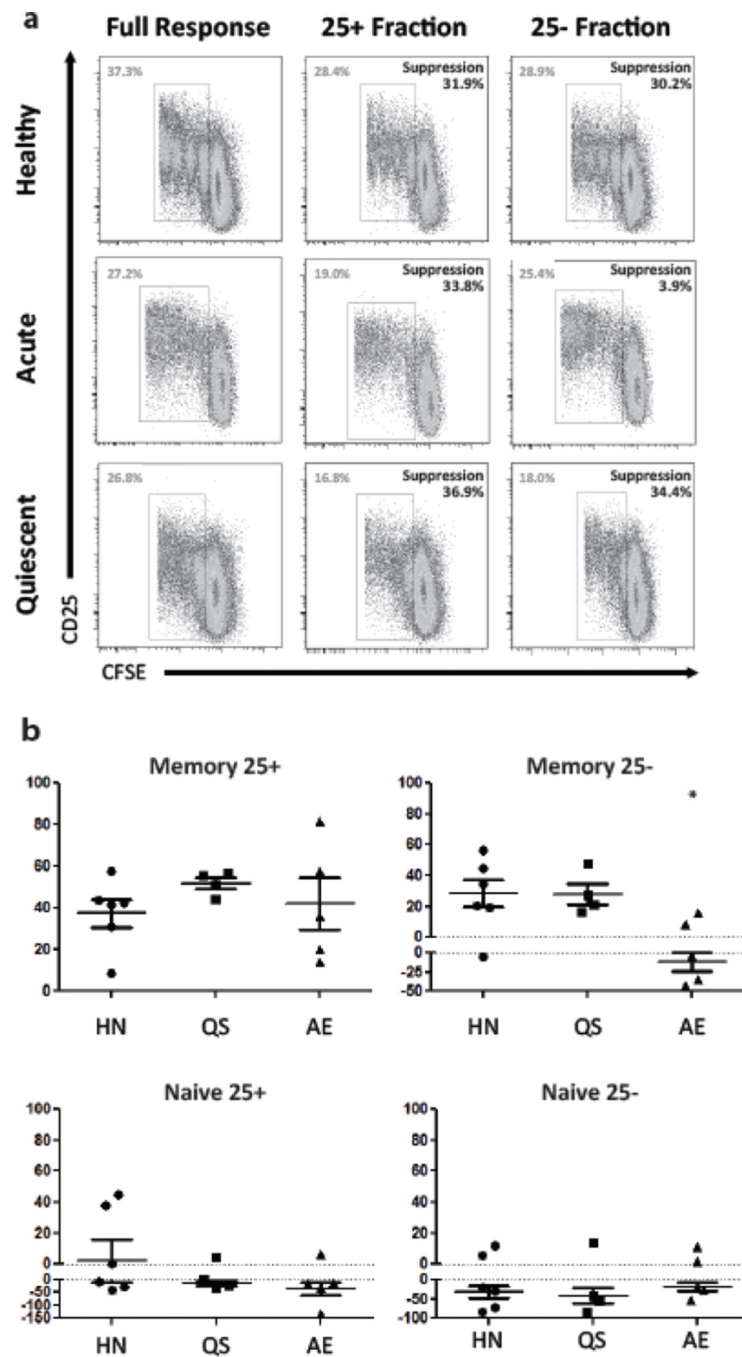 a
Full Response 25+ Fraction 25- Fraction
Healthy
37.3%
28.4% Suppression
31.9%
28.9% Suppression
30.2%
Acute
27.2%
19.0% Suppression
33.8%
25.4% Suppression
3.9%
Quiescent
26.8%
16.8% Suppression
36.9%
18.0% Suppression
34.4%
CD25
CFSE
b
Memory 25+
100
80
60
40
20
0
HN QS AE
Memory 25-
100
80
60
40
20
0
0
-25
-50
*
HN QS AE
Naive 25+
100
80
60
40
20
0
0
-50
-100
-150
HN QS AE
Naive 25-
100
80
60
40
20
0
0
-50
-100
HN QS AE